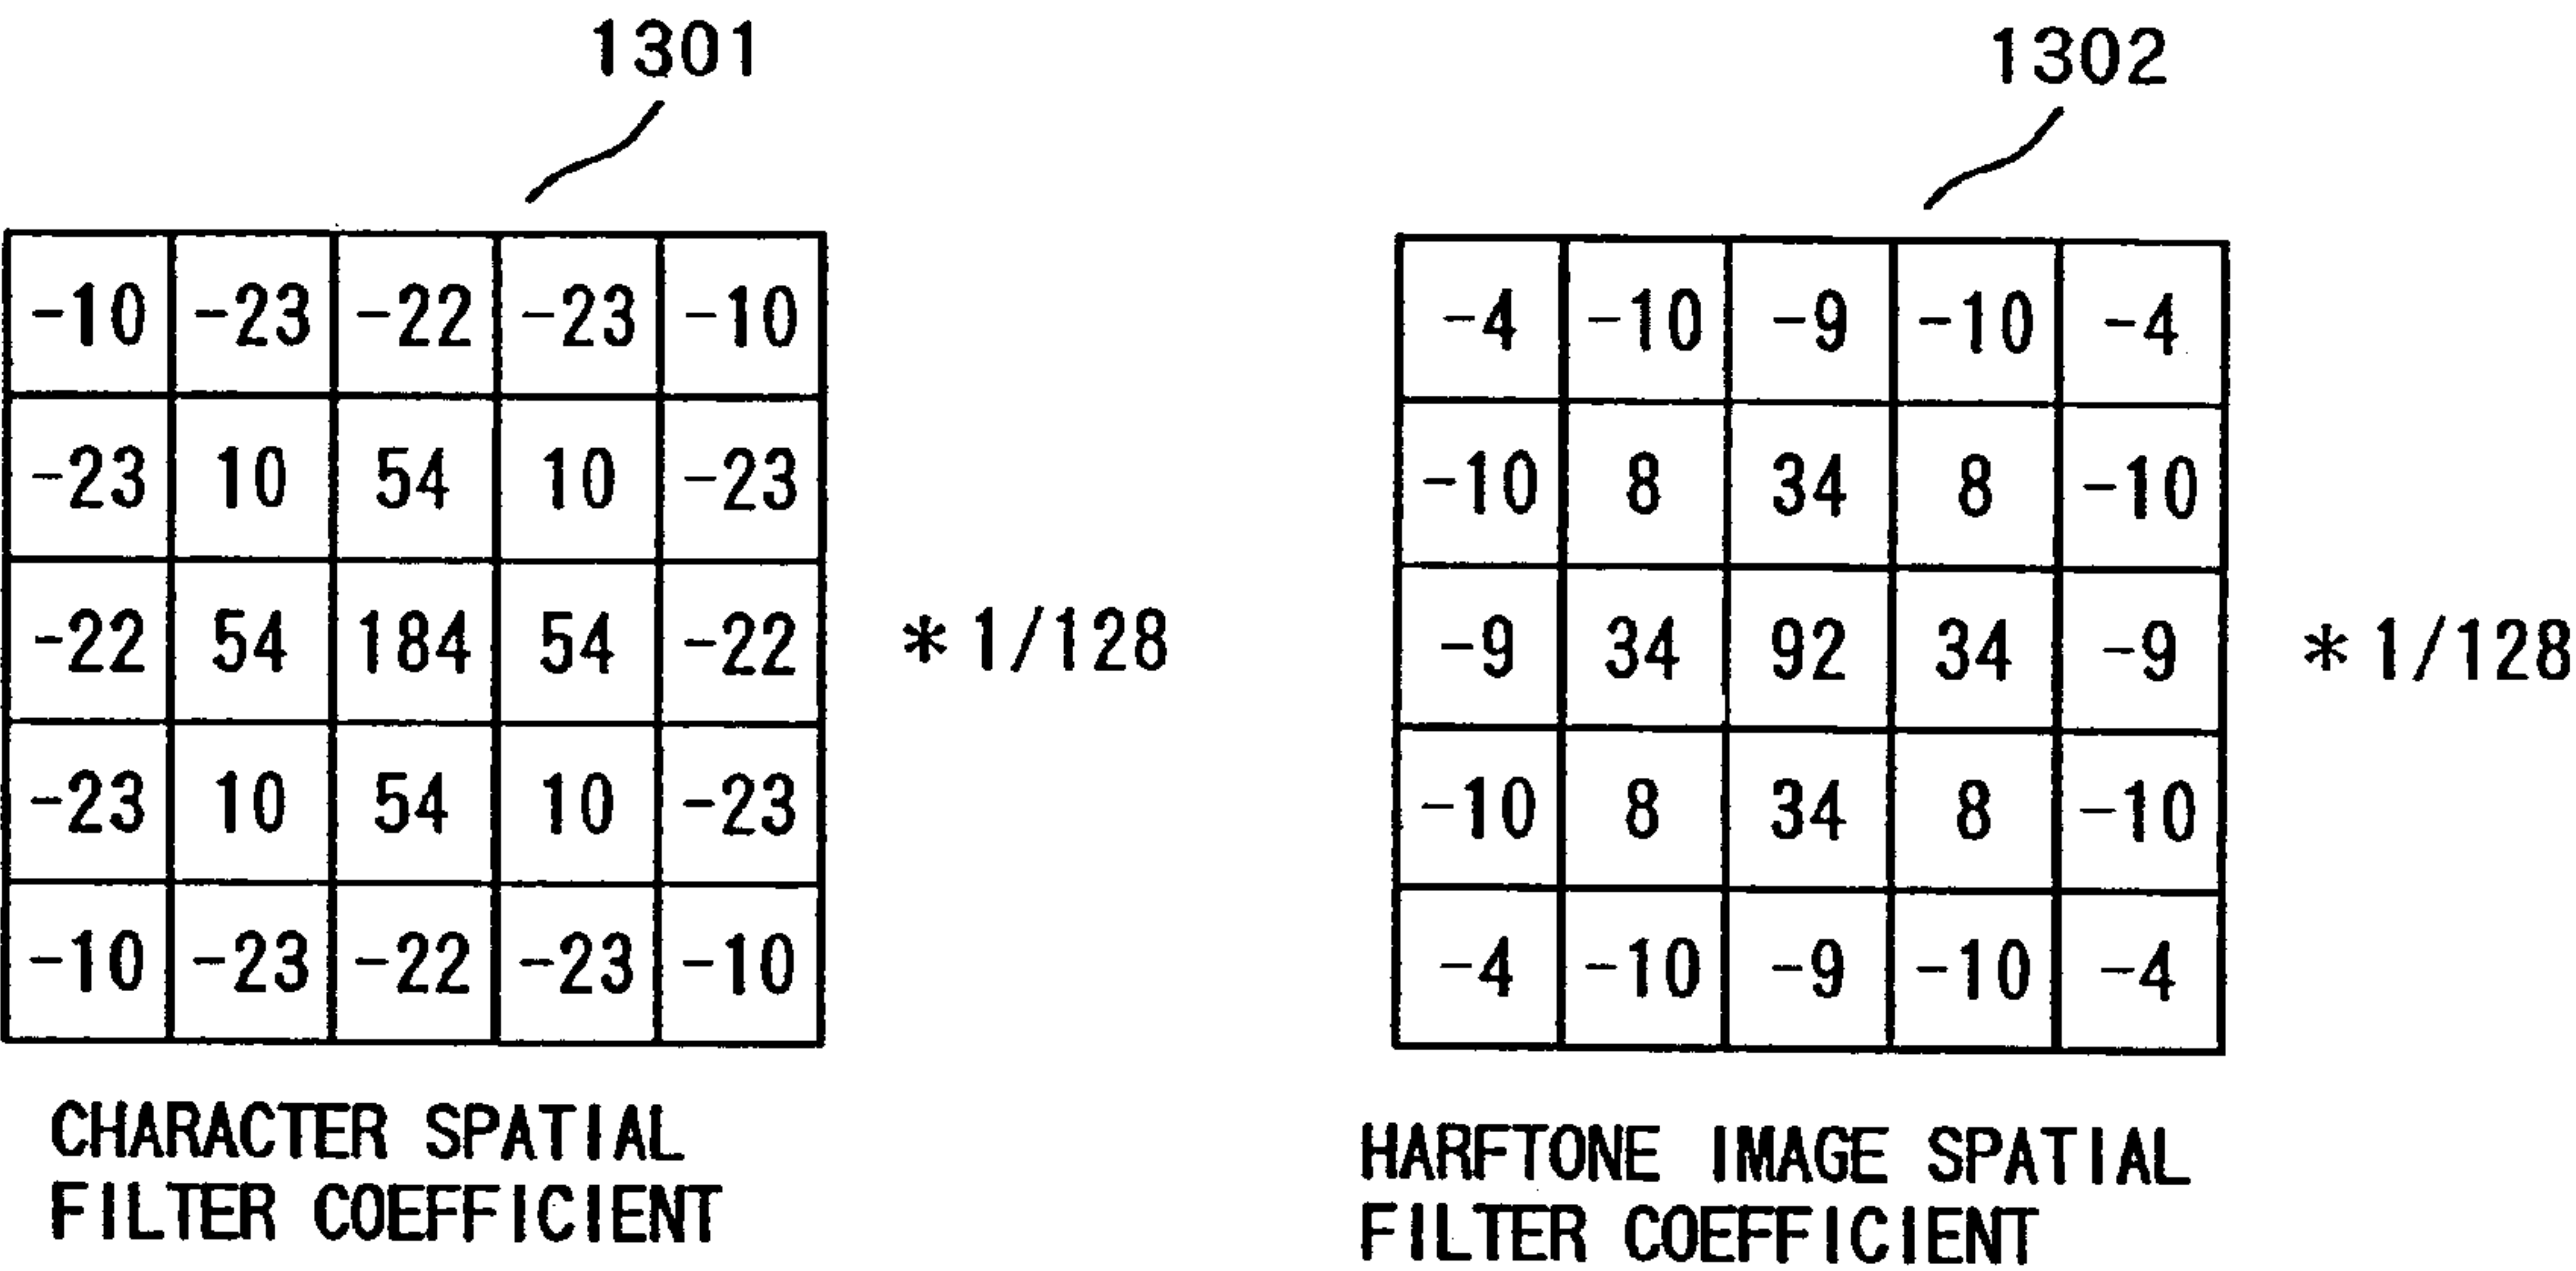 1301
-10 -23 -22 -23 -10
-23 10 54 10 -23
-22 54 184 54 -22 *1/128
-23 10 54 10 -23
-10 -23 -22 -23 -10
CHARACTER SPATIAL
FILTER COEFFICIENT
1302
-4 -10 -9 -10 -4
-10 8 34 8 -10
-9 34 92 34 -9 *1/128
-10 8 34 8 -10
-4 -10 -9 -10 -4
HARFTONE IMAGE SPATIAL
FILTER COEFFICIENT